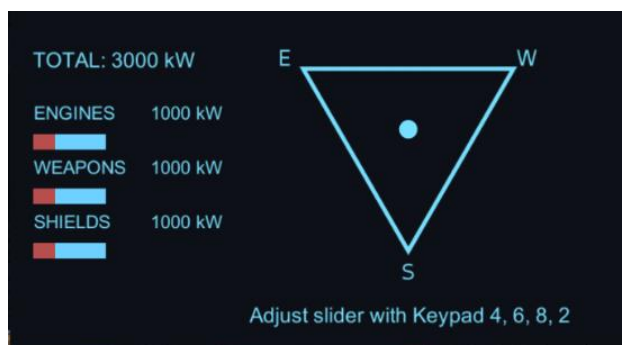 TOTAL: 3000 kW
ENGINES 1000 kW
WEAPONS 1000 kW
SHIELDS 1000 kW
E W
S
Adjust slider with Keypad 4, 6, 8, 2